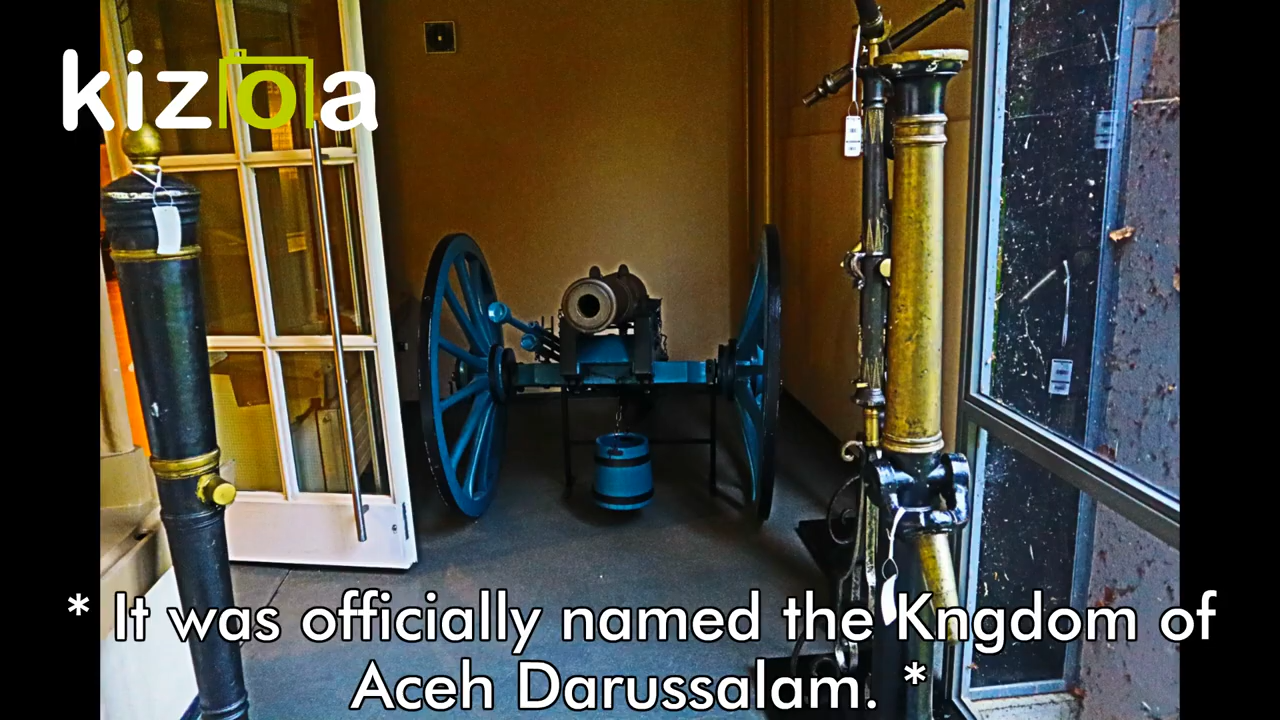 kizoa
* It was officially named the Kngdom of
Aceh Darussalam. *